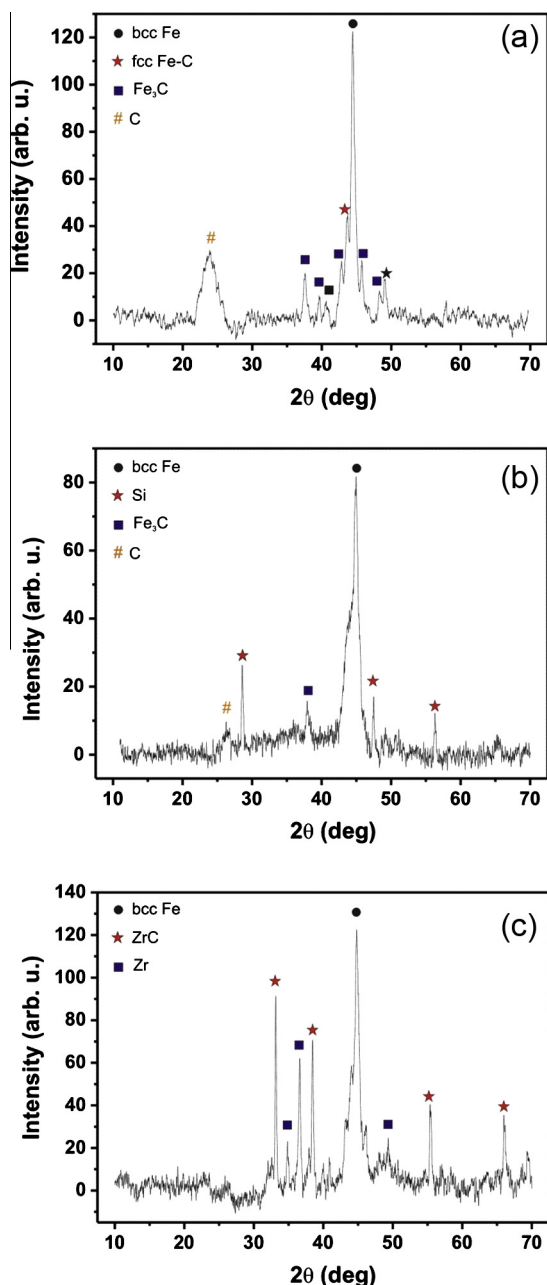 (a)
bcc Fe
fcc Fe-C
Fe₃C
# C
#
Intensity (arb. u.)
120
100
80
60
40
20
0
10 20 30 40 50 60 70
2θ (deg)
(b)
bcc Fe
Si
Fe₃C
# C
#
Intensity (arb. u.)
80
60
40
20
0
10 20 30 40 50 60 70
2θ (deg)
(c)
bcc Fe
ZrC
Zr
Intensity (arb. u.)
140
120
100
80
60
40
20
0
10 20 30 40 50 60 70
2θ (deg)